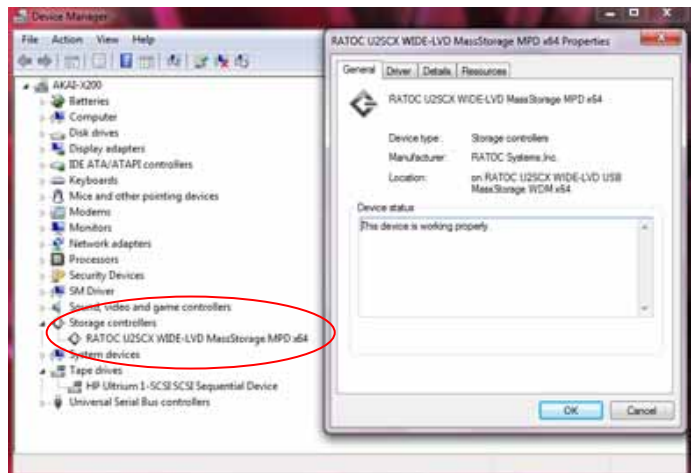 Device Manager
File Action View Help
AKAI-X200
Batteries
Computer
Disk drives
Display adapters
IDE ATA/ATAPI controllers
Keyboards
Mice and other pointing devices
Modems
Monitors
Network adapters
Processors
Security Devices
SM Driver
Sound, video and game controllers
Storage controllers
RATOC U2SCX WIDE-LVD MassStorage MPD x64
System devices
Tape drives
HP Ultrium 1-SCSI SCSI Sequential Device
Universal Serial Bus controllers
RATOC U2SCX WIDE-LVD MassStorage MPD x64 Properties
General Driver Details Resources
RATOC U2SCX WIDE-LVD MassStorage MPD x64
Device type: Storage controllers
Manufacturer: RATOC Systems,Inc.
Location: on RATOC U2SCX WIDE-LVD USB
MassStorage WDM x64
Device status
This device is working properly.
OK Cancel